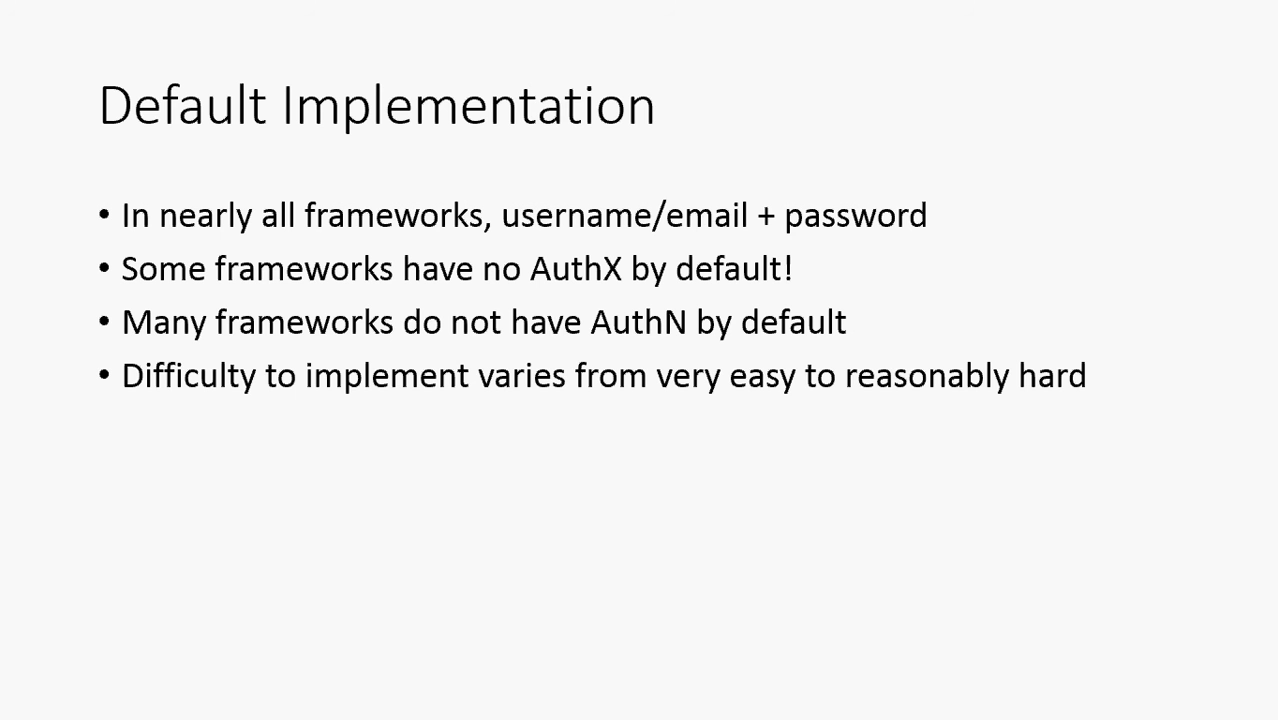 Default Implementation
• In nearly all frameworks, username/email + password
• Some frameworks have no AuthX by default!
• Many frameworks do not have AuthN by default
• Difficulty to implement varies from very easy to reasonably hard